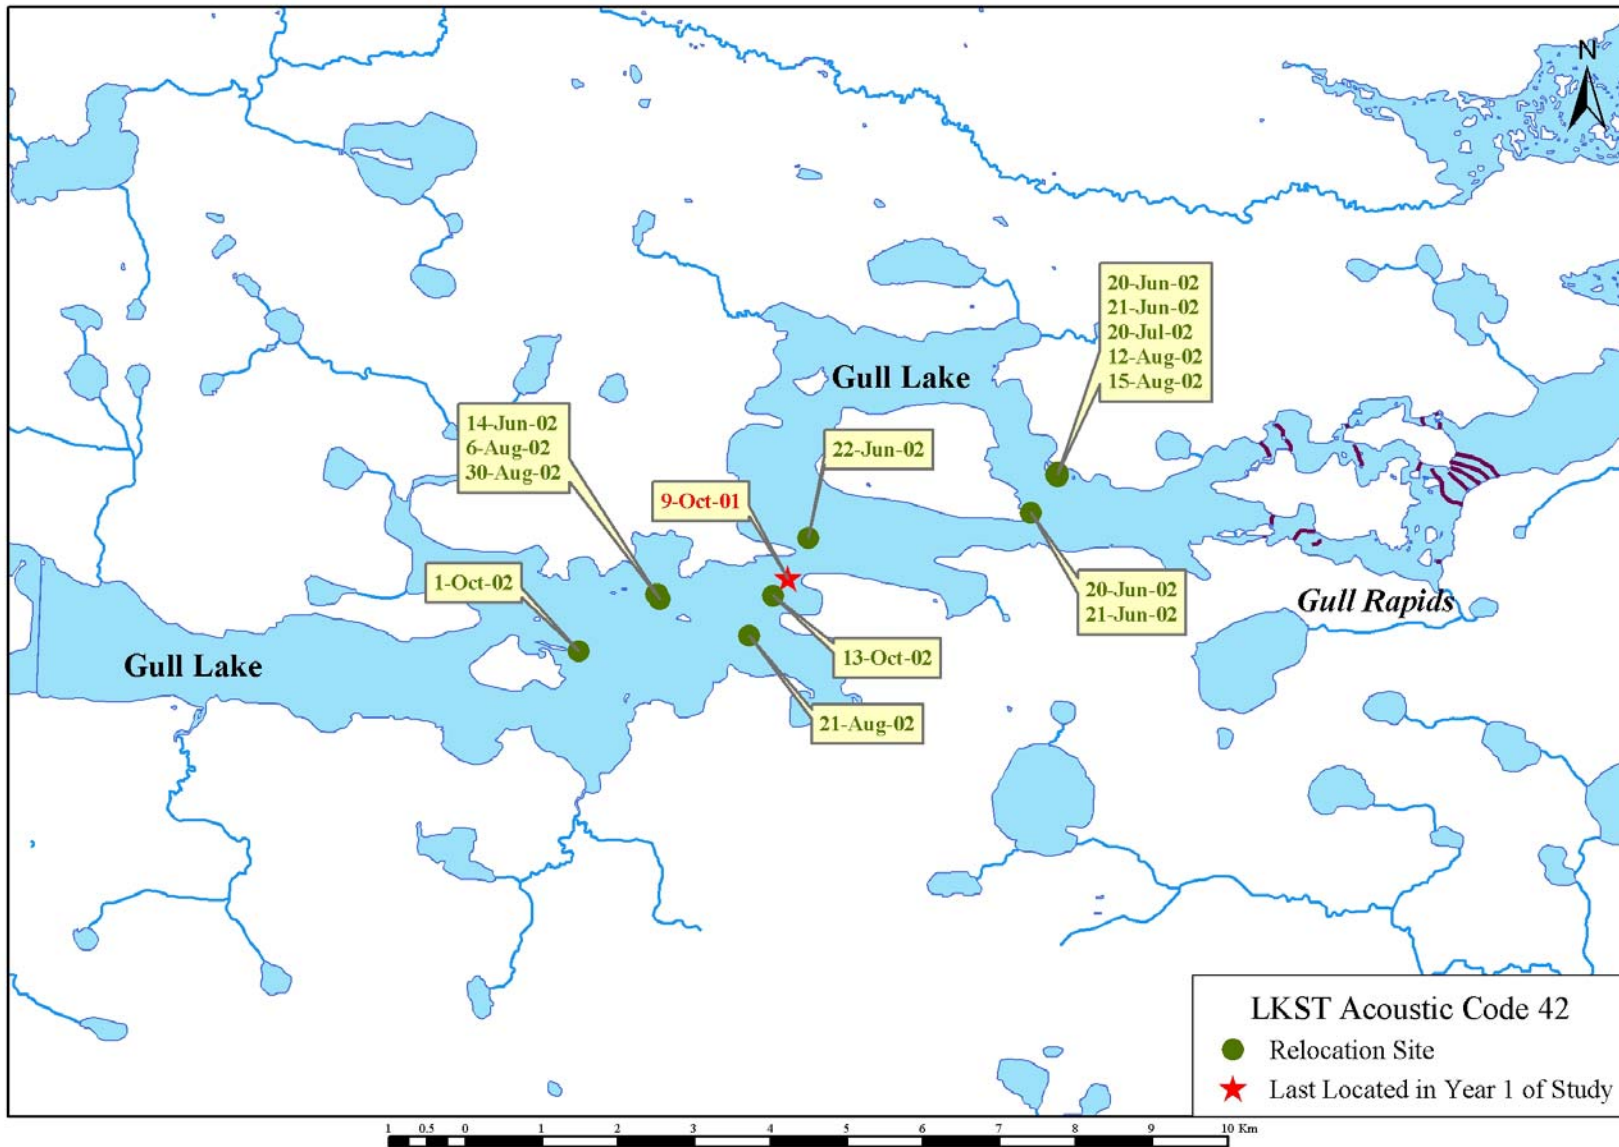 N
20-Jun-02
21-Jun-02
20-Jul-02
12-Aug-02
15-Aug-02
Gull Lake
14-Jun-02
6-Aug-02
30-Aug-02
22-Jun-02
9-Oct-01
1-Oct-02
20-Jun-02
21-Jun-02
Gull Rapids
Gull Lake
13-Oct-02
21-Aug-02
LKST Acoustic Code 42
Relocation Site
Last Located in Year 1 of Study
1 0.5 0 1 2 3 4 5 6 7 8 9 10 Km